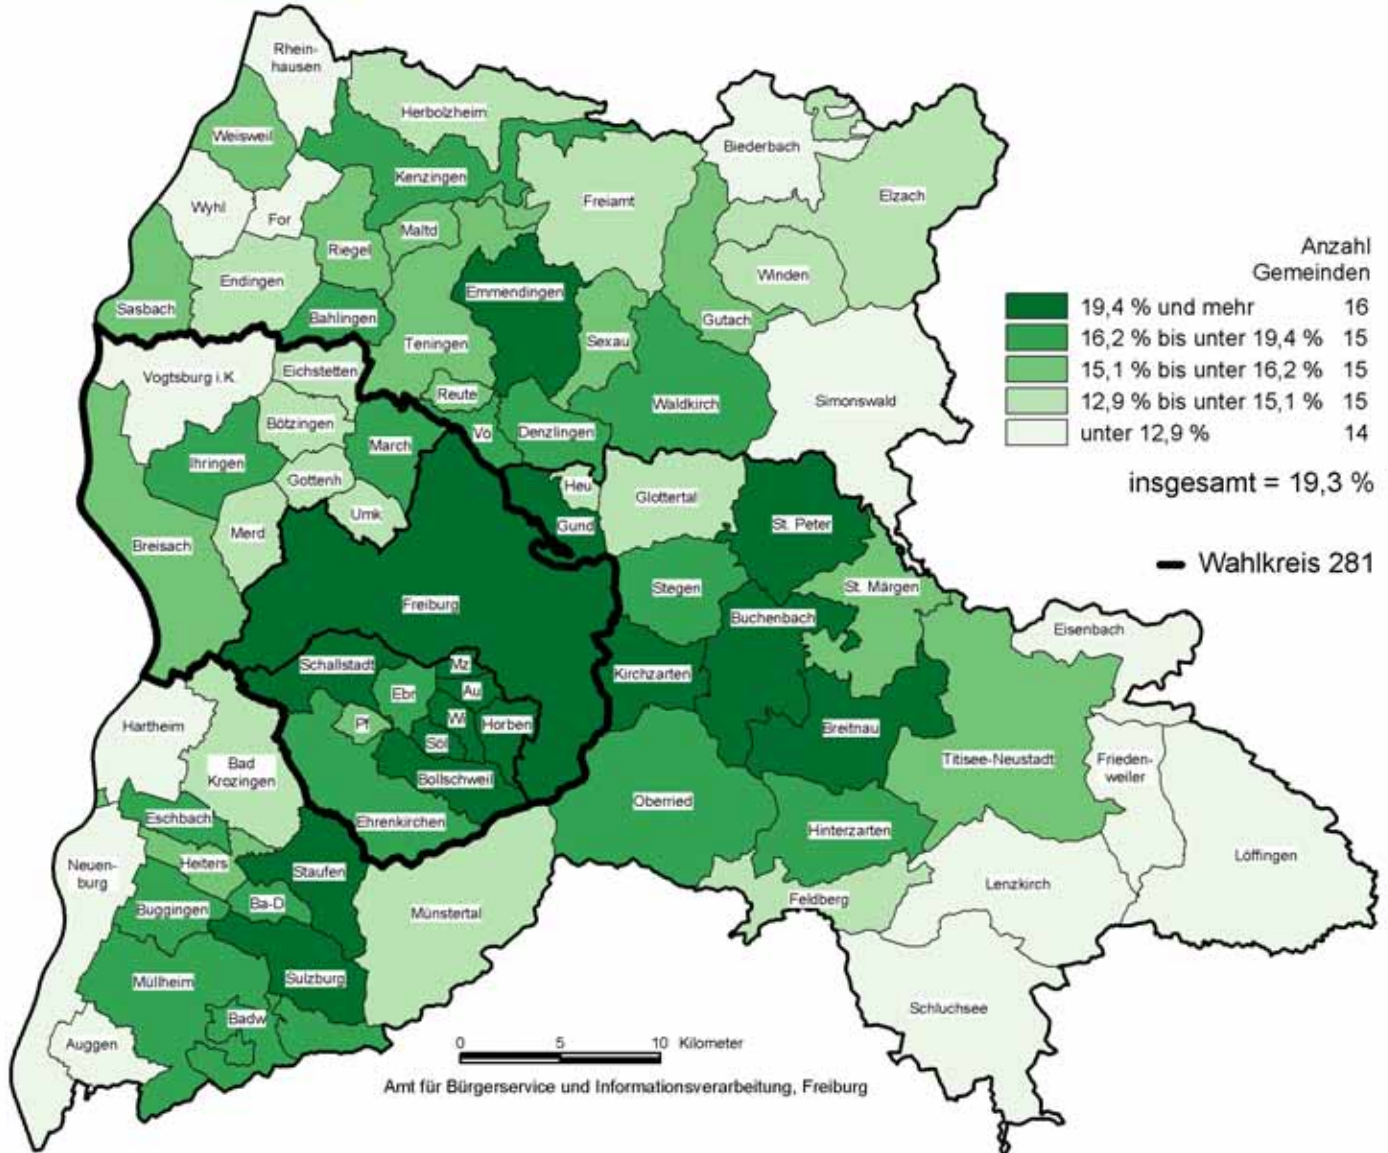 Rhein-
hausen
Herbolzheim
Weisweil
Biederbach
Kenzingen
Elzach
Freiamt
Wyhl
For
Maltd
Riegel
Endingen
Winden
Emmendingen
Sasbach
Bahlingen
Gutach
Teningen
Sexau
Anzahl
Gemeinden
19,4 % und mehr 16
16,2 % bis unter 19,4 % 15
15,1 % bis unter 16,2 % 15
12,9 % bis unter 15,1 % 15
unter 12,9 % 14
insgesamt = 19,3 %
Wahlkreis 281
Vogtsburg i.K.
Eichstetten
Reute
Waldkirch
Simonswald
Bötzingen
Vö
Denzlingen
March
Ihringen
Gottenh
Heu
Glottertal
Umk
Gund
St. Peter
Merd
Breisach
Stegen
St. Märgen
Freiburg
Buchenbach
Eisenbach
Schallstadt
Mz
Kirchzarten
Ebr
Au
Pf
Wi
Horben
Söl
Breitnau
Hartheim
Bad
Krozingen
Bollschweil
Titisee-Neustadt
Frieden-
weiler
Oberried
Eschbach
Ehrenkirchen
Hinterzarten
Löffingen
Neuen-
burg
Heiters
Staufen
Lenzkirch
Ba-D
Buggingen
Münstertal
Feldberg
Müllheim
Sulzburg
Schluchsee
Badw
Auggen
0 5 10 Kilometer
Amt für Bürgerservice und Informationsverarbeitung, Freiburg